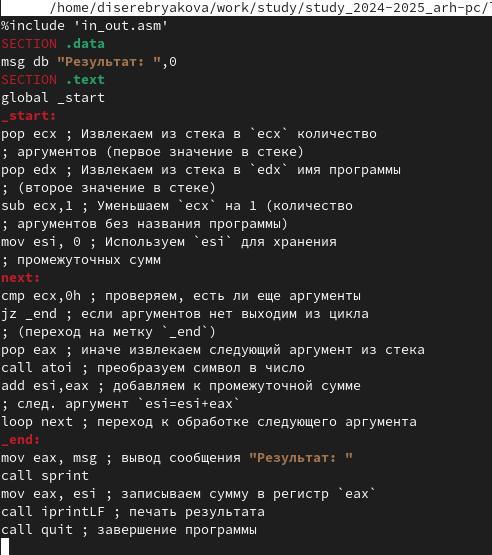 /home/diserebryakova/work/study/study_2024-2025_arh-pc/
%include 'in_out.asm'
SECTION .data
msg db "Результат: ",0
SECTION .text
global _start
_start:
pop ecx ; Извлекаем из стека в `ecx` количество
; аргументов (первое значение в стеке)
pop edx ; Извлекаем из стека в `edx` имя программы
; (второе значение в стеке)
sub ecx,1 ; Уменьшаем `ecx` на 1 (количество
; аргументов без названия программы)
mov esi, 0 ; Используем `esi` для хранения
; промежуточных сумм
next:
cmp ecx,0h ; проверяем, есть ли еще аргументы
jz _end ; если аргументов нет выходим из цикла
; (переход на метку `_end`)
pop eax ; иначе извлекаем следующий аргумент из стека
call atoi ; преобразуем символ в число
add esi,eax ; добавляем к промежуточной сумме
; след. аргумент `esi=esi+eax`
loop next ; переход к обработке следующего аргумента
_end:
mov eax, msg ; вывод сообщения "Результат: "
call sprint
mov eax, esi ; записываем сумму в регистр `eax`
call iprintLF ; печать результата
call quit ; завершение программы